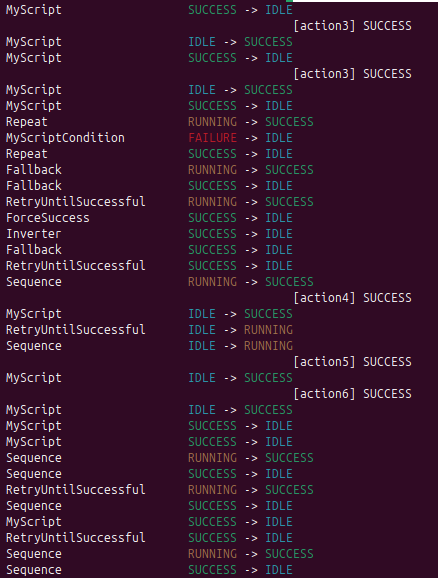 MyScript SUCCESS -> IDLE
[action3] SUCCESS
MyScript IDLE -> SUCCESS
MyScript SUCCESS -> IDLE
[action3] SUCCESS
MyScript IDLE -> SUCCESS
MyScript SUCCESS -> IDLE
Repeat RUNNING -> SUCCESS
MyScriptCondition FAILURE -> IDLE
Repeat SUCCESS -> IDLE
Fallback RUNNING -> SUCCESS
Fallback SUCCESS -> IDLE
RetryUntilSuccessful RUNNING -> SUCCESS
ForceSuccess SUCCESS -> IDLE
Inverter SUCCESS -> IDLE
Fallback SUCCESS -> IDLE
RetryUntilSuccessful SUCCESS -> IDLE
Sequence RUNNING -> SUCCESS
[action4] SUCCESS
MyScript IDLE -> SUCCESS
RetryUntilSuccessful IDLE -> RUNNING
Sequence IDLE -> RUNNING
[action5] SUCCESS
MyScript IDLE -> SUCCESS
[action6] SUCCESS
MyScript IDLE -> SUCCESS
MyScript SUCCESS -> IDLE
MyScript SUCCESS -> IDLE
Sequence RUNNING -> SUCCESS
Sequence SUCCESS -> IDLE
RetryUntilSuccessful RUNNING -> SUCCESS
Sequence SUCCESS -> IDLE
MyScript SUCCESS -> IDLE
RetryUntilSuccessful SUCCESS -> IDLE
Sequence RUNNING -> SUCCESS
Sequence SUCCESS -> IDLE